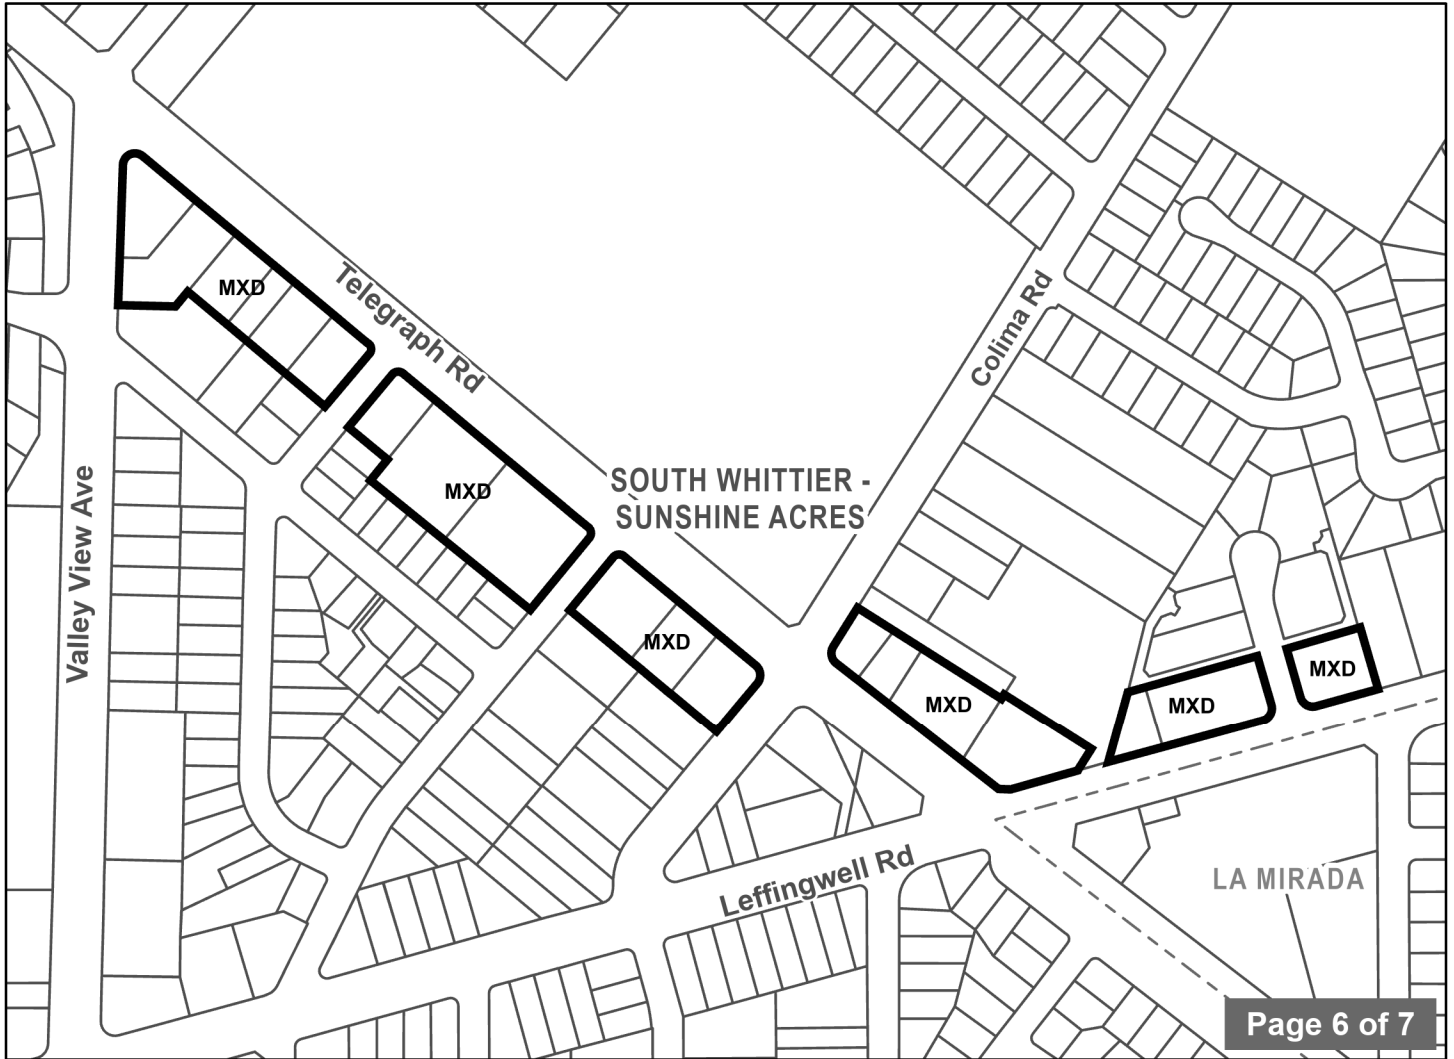 MXD
Telegraph Rd
Colima Rd
SOUTH WHITTIER -
SUNSHINE ACRES
MXD
Valley View Ave
MXD
MXD
MXD
MXD
Leffingwell Rd
LA MIRADA
Page 6 of 7